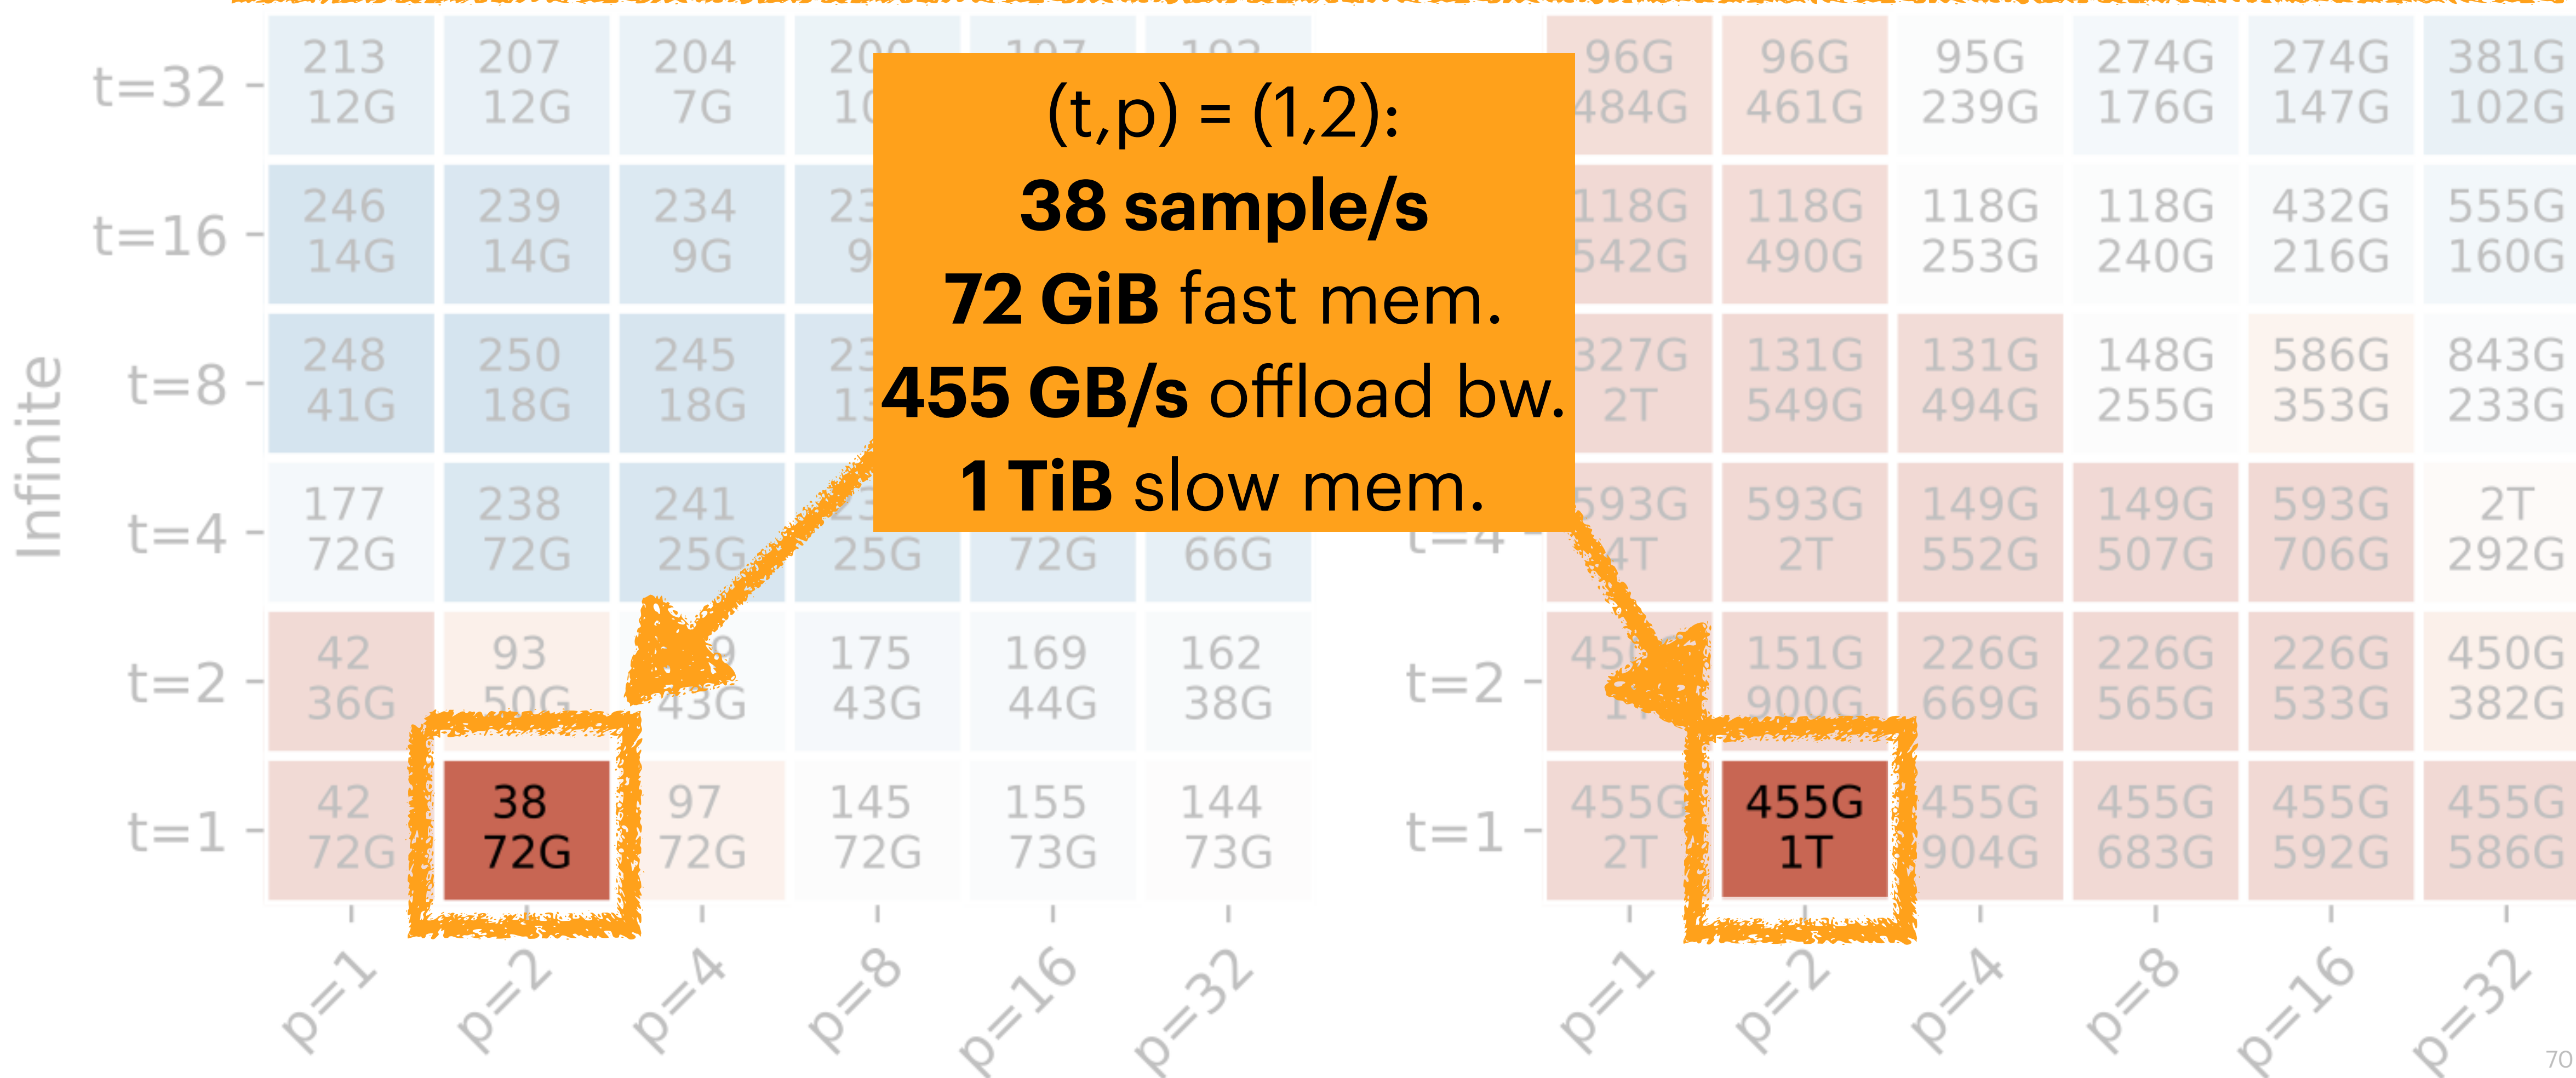 Infinite
t=32
213 207 204
12G 12G 7G
t=16
246 239 234
14G 14G 9G
t=8
248 250 245
41G 18G 18G
t=4
177 238 241
72G 72G 25G 25G 72G 66G
t=2
42 93 175 169 162
36G 50G 43G 43G 44G 38G
t=1
42 38 97 145 155 144
72G 72G 72G 72G 73G 73G
p=1 p=2 p=4 p=8 p=16 p=32
(t,p) = (1,2):
38 sample/s
72 GiB fast mem.
455 GB/s offload bw.
1 TiB slow mem.
96G 96G 95G 274G 274G 381G
484G 461G 239G 176G 147G 102G
118G 118G 118G 118G 432G 555G
542G 490G 253G 240G 216G 160G
327G 131G 131G 148G 586G 843G
2T 549G 494G 255G 353G 233G
t=4
593G 593G 149G 149G 593G 2T
4T 2T 552G 507G 706G 292G
t=2
151G 226G 226G 226G 450G
900G 669G 565G 533G 382G
t=1
455G 455G 455G 455G 455G 455G
2T 1T 904G 683G 592G 586G
p=1 p=2 p=4 p=8 p=16 p=32
70